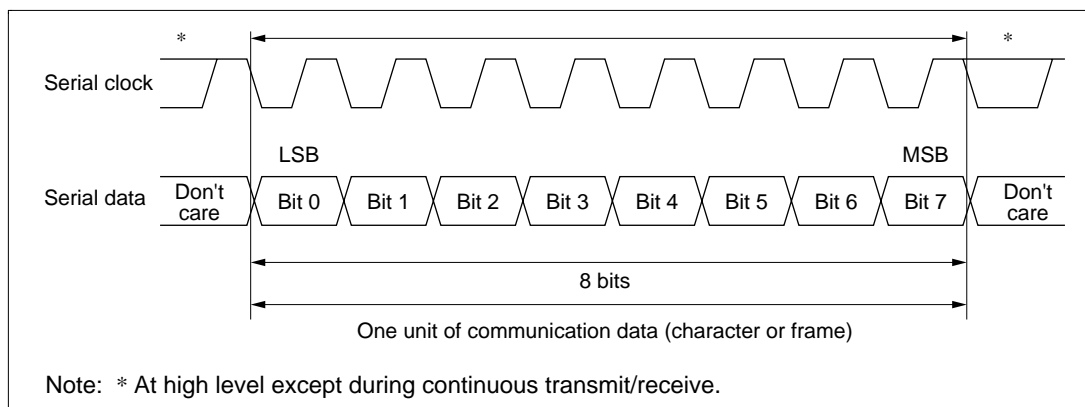 * *
Serial clock
LSB MSB
Serial data Don't care Bit 0 Bit 1 Bit 2 Bit 3 Bit 4 Bit 5 Bit 6 Bit 7 Don't care
8 bits
One unit of communication data (character or frame)
Note: * At high level except during continuous transmit/receive.